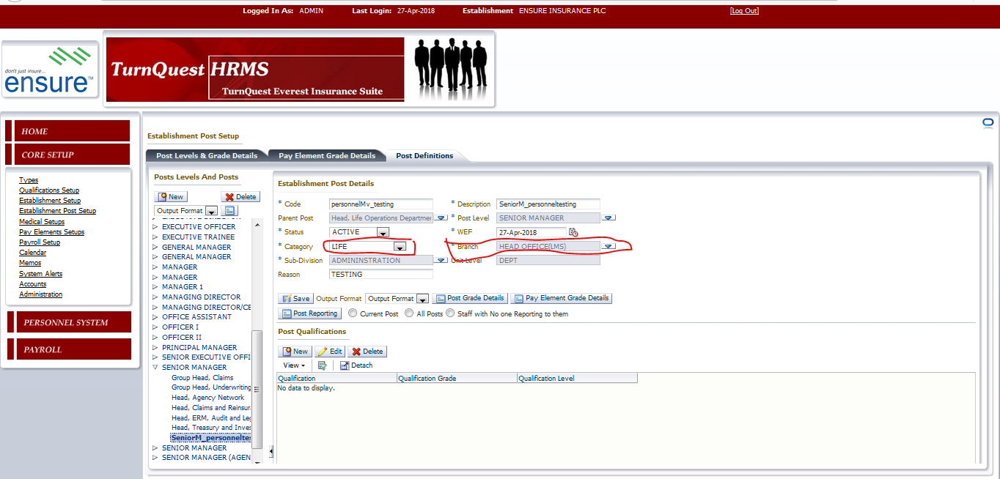 Logged In As: ADMIN Last Login: 27-Apr-2018 Establishment ENSURE INSURANCE PLC [Log Out]
don't just insure...
ensure™
TurnQuest HRMS
TurnQuest Everest Insurance Suite
HOME
CORE SETUP
Types
Qualifications Setup
Establishment Setup
Establishment Post Setup
Medical Setups
Pay Elements Setups
Payroll Setup
Calendar
Memos
System Alerts
Accounts
Administration
PERSONNEL SYSTEM
PAYROLL
Establishment Post Setup
Post Levels & Grade Details Pay Element Grade Details Post Definitions
Posts Levels And Posts
New Delete
Output Format
EXECUTIVE OFFICER
EXECUTIVE TRAINEE
GENERAL MANAGER
GENERAL MANAGER
MANAGER
MANAGER
MANAGER 1
MANAGING DIRECTOR
MANAGING DIRECTOR/CE
OFFICE ASSISTANT
OFFICER I
OFFICER II
PRINCIPAL MANAGER
SENIOR EXECUTIVE OFFI
SENIOR MANAGER
Group Head, Claims
Group Head, Underwriting
Head, Agency Network
Head, Claims and Reinsura
Head, ERM, Audit and Leg
Head, Treasury and Inves
SeniorM_personneltes
SENIOR MANAGER
SENIOR MANAGER (AGEN
Establishment Post Details
* Code personnelMv_testing * Description SeniorM_personneltesting
Parent Post Head, Life Operations Departmen * Post Level SENIOR MANAGER
* Status ACTIVE * WEF 27-Apr-2018
* Category LIFE * Branch HEAD OFFICE(LMS)
* Sub-Division ADMININSTRATION Unit Level DEPT
Reason TESTING
Save Output Format Output Format Post Grade Details Pay Element Grade Details
Post Reporting Current Post All Posts Staff with No one Reporting to them
Post Qualifications
New Edit Delete
View Detach
Qualification Qualification Grade Qualification Level
No data to display.